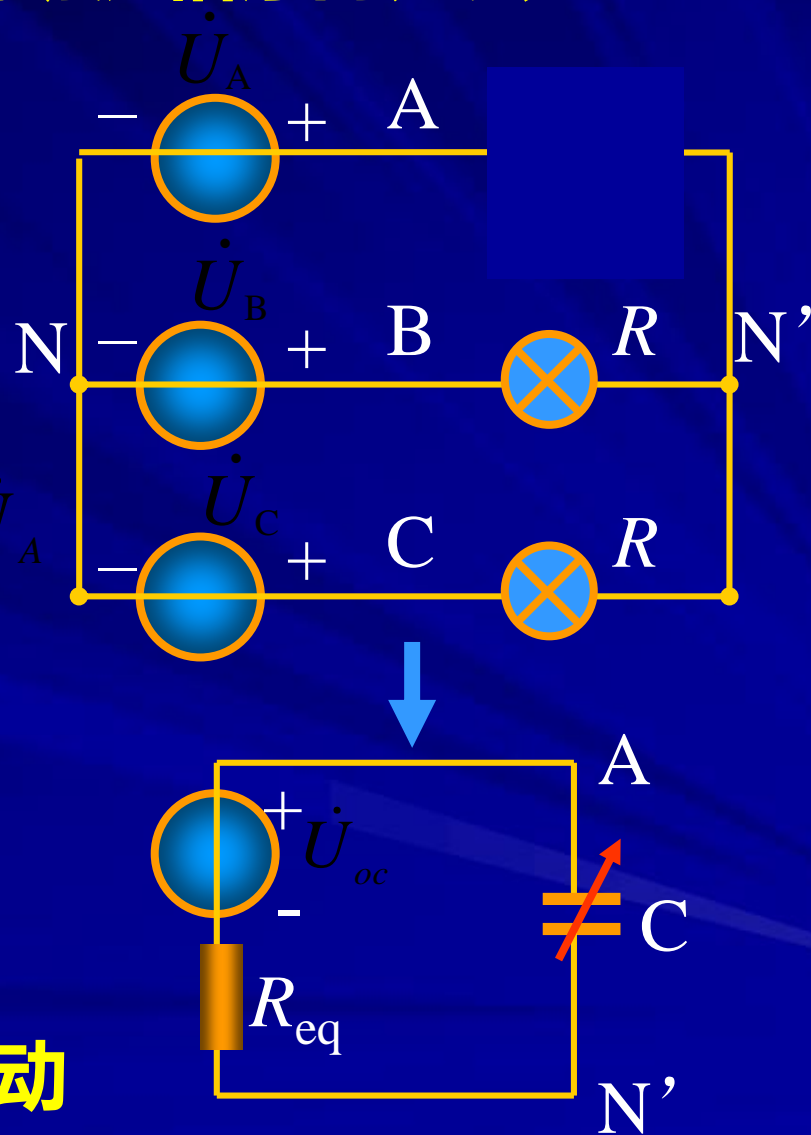 U̇A
− + A
U̇B
N − + B R N’
U̇C
A
− + C R
A
+ U̇oc
- C
Req
动
N’